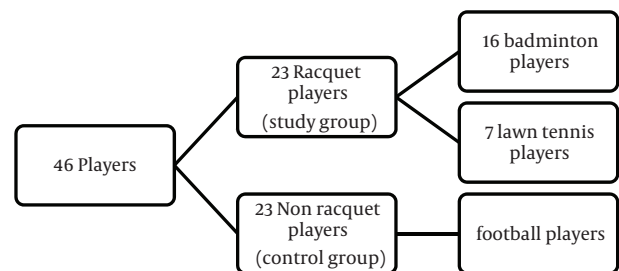 46 Players
23 Racquet
players
(study group)
16 badminton
players
7 lawn tennis
players
23 Non racquet
players
(control group)
football players